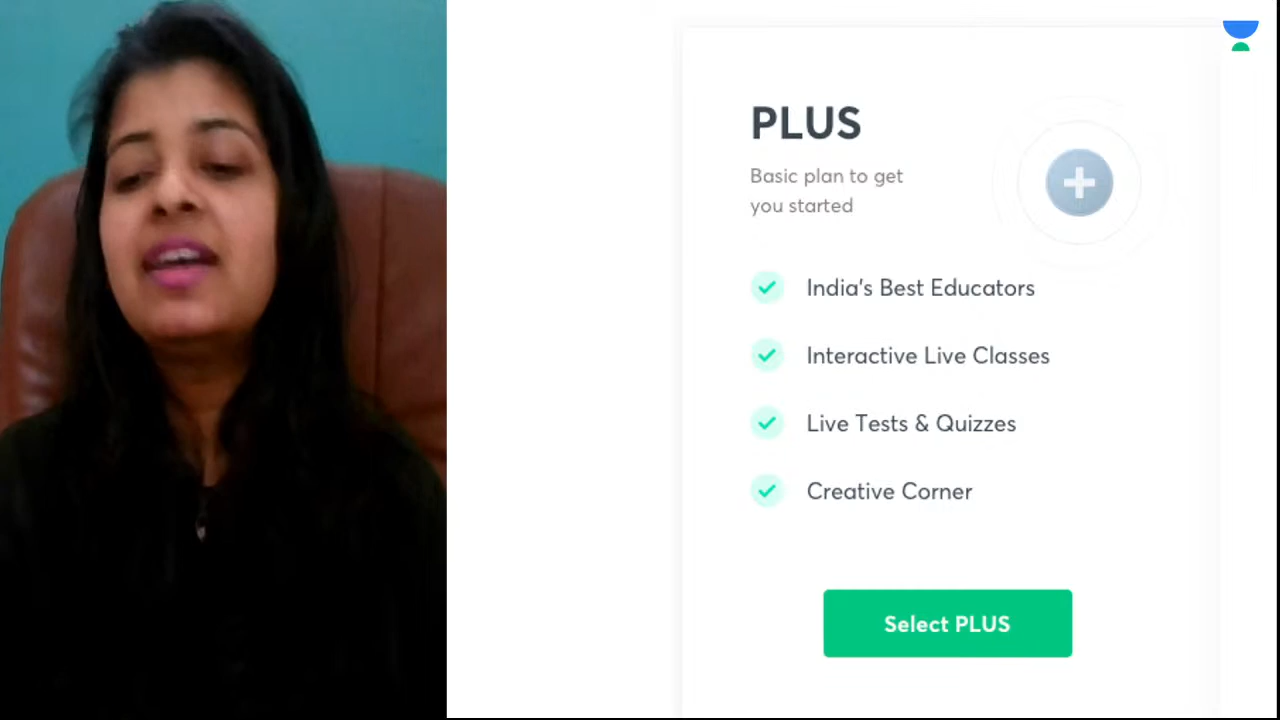 PLUS
Basic plan to get
you started
India's Best Educators
Interactive Live Classes
Live Tests & Quizzes
Creative Corner
Select PLUS